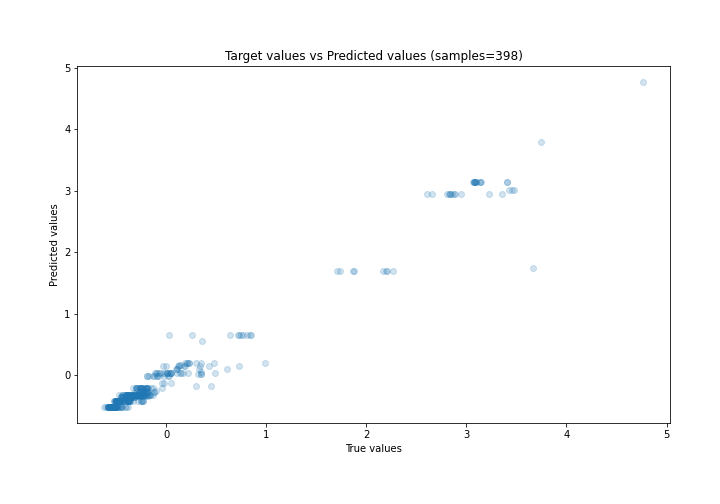 Target values vs Predicted values (samples=398)
5
4
3
2
1
0
Predicted values
0 1 2 3 4 5
True values